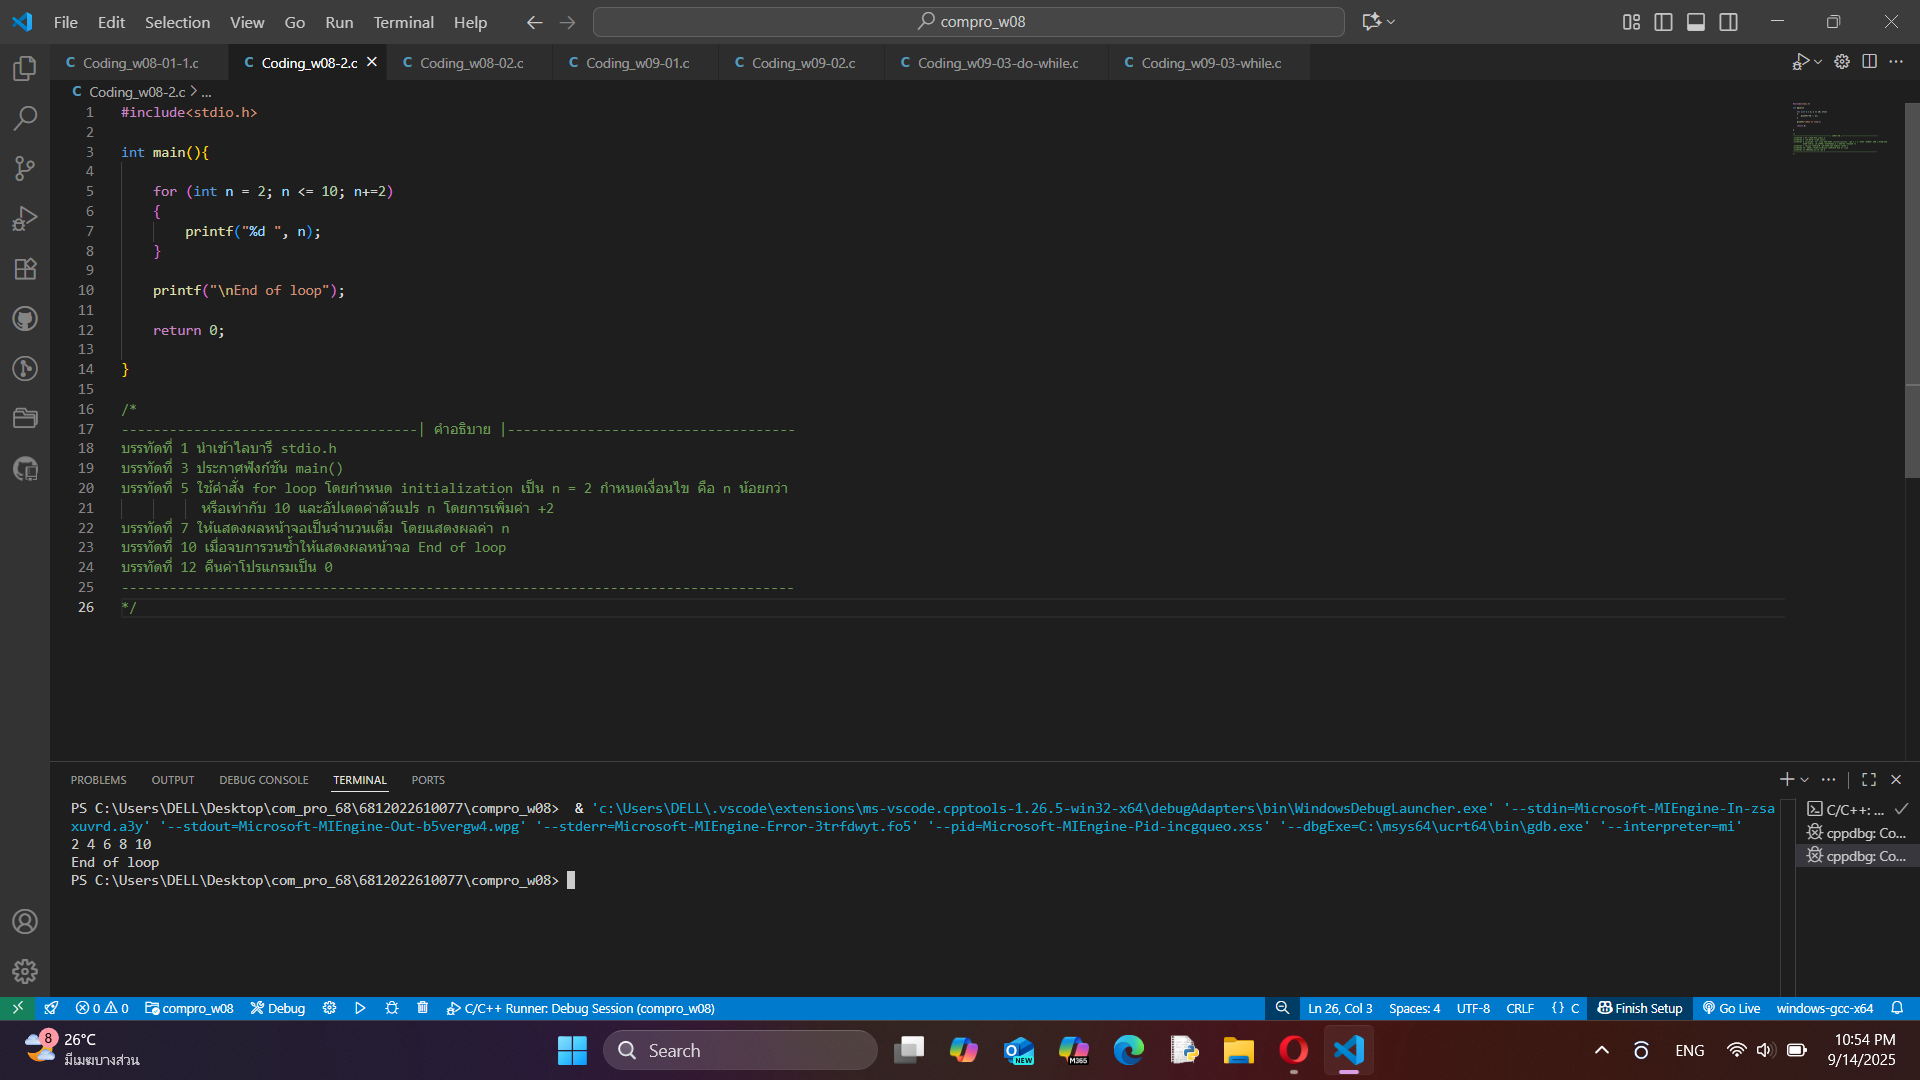 File Edit Selection View Go Run Terminal Help
compro_w08
C Coding_w08-01-1.c
C Coding_w08-2.c
C Coding_w08-02.c
C Coding_w09-01.c
C Coding_w09-02.c
C Coding_w09-03-do-while.c
C Coding_w09-03-while.c
C Coding_w08-2.c > ...
1 #include<stdio.h>
2
3 int main(){
4
5 for (int n = 2; n <= 10; n+=2)
6 {
7 printf("%d ", n);
8 }
9
10 printf("\nEnd of loop");
11
12 return 0;
13
14 }
15
16 /*
17 -------------------------------------| คำอธิบาย |------------------------------------
18 บรรทัดที่ 1 นำเข้าไลบารี stdio.h
19 บรรทัดที่ 3 ประกาศฟังก์ชัน main()
20 บรรทัดที่ 5 ใช้คำสั่ง for loop โดยกำหนด initialization เป็น n = 2 กำหนดเงื่อนไข คือ n น้อยกว่า
21 หรือเท่ากับ 10 และอัปเดตค่าตัวแปร n โดยการเพิ่มค่า +2
22 บรรทัดที่ 7 ให้แสดงผลหน้าจอเป็นจำนวนเต็ม โดยแสดงผลค่า n
23 บรรทัดที่ 10 เมื่อจบการวนซ้ำให้แสดงผลหน้าจอ End of loop
24 บรรทัดที่ 12 คืนค่าโปรแกรมเป็น 0
25 ------------------------------------------------------------------------------------
26 */
PROBLEMS OUTPUT DEBUG CONSOLE TERMINAL PORTS
PS C:\Users\DELL\Desktop\com_pro_68\6812022610077\compro_w08> & 'c:\Users\DELL\.vscode\extensions\ms-vscode.cpptools-1.26.5-win32-x64\debugAdapters\bin\WindowsDebugLauncher.exe' '--stdin=Microsoft-MIEngine-In-zsa
xuvrd.a3y' '--stdout=Microsoft-MIEngine-Out-b5vergw4.wpg' '--stderr=Microsoft-MIEngine-Error-3trfdwyt.fo5' '--pid=Microsoft-MIEngine-Pid-incgqueo.xss' '--dbgExe=C:\msys64\ucrt64\bin\gdb.exe' '--interpreter=mi'
2 4 6 8 10
End of loop
PS C:\Users\DELL\Desktop\com_pro_68\6812022610077\compro_w08>
C/C++: ...
cppdbg: Co...
cppdbg: Co...
0 0 compro_w08 Debug C/C++ Runner: Debug Session (compro_w08) Ln 26, Col 3 Spaces: 4 UTF-8 CRLF {} C Finish Setup Go Live windows-gcc-x64
8 26°C
มีเมฆบางส่วน
Search
NEW
M365
ENG
10:54 PM
9/14/2025